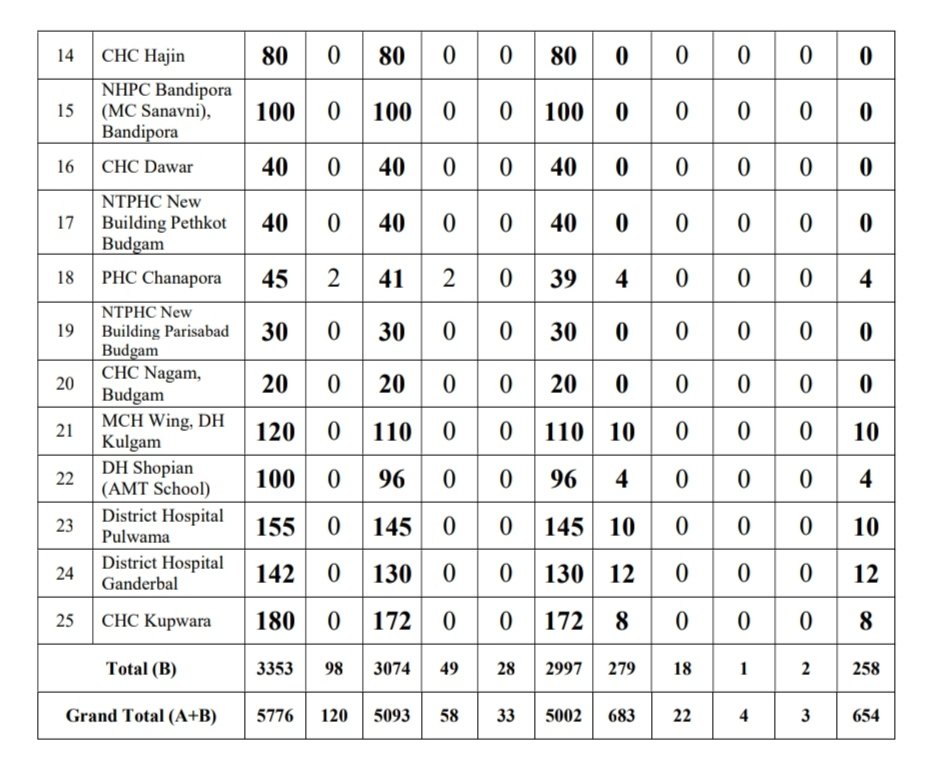 14 CHC Hajin 80 0 80 0 0 80 0 0 0 0 0
15 NHPC Bandipora (MC Sanavni), Bandipora 100 0 100 0 0 100 0 0 0 0 0
16 CHC Dawar 40 0 40 0 0 40 0 0 0 0 0
17 NTPHC New Building Pethkot Budgam 40 0 40 0 0 40 0 0 0 0 0
18 PHC Chanapora 45 2 41 2 0 39 4 0 0 0 4
19 NTPHC New Building Parisabad Budgam 30 0 30 0 0 30 0 0 0 0 0
20 CHC Nagam, Budgam 20 0 20 0 0 20 0 0 0 0 0
21 MCH Wing, DH Kulgam 120 0 110 0 0 110 10 0 0 0 10
22 DH Shopian (AMT School) 100 0 96 0 0 96 4 0 0 0 4
23 District Hospital Pulwama 155 0 145 0 0 145 10 0 0 0 10
24 District Hospital Ganderbal 142 0 130 0 0 130 12 0 0 0 12
25 CHC Kupwara 180 0 172 0 0 172 8 0 0 0 8
Total (B) 3353 98 3074 49 28 2997 279 18 1 2 258
Grand Total (A+B) 5776 120 5093 58 33 5002 683 22 4 3 654